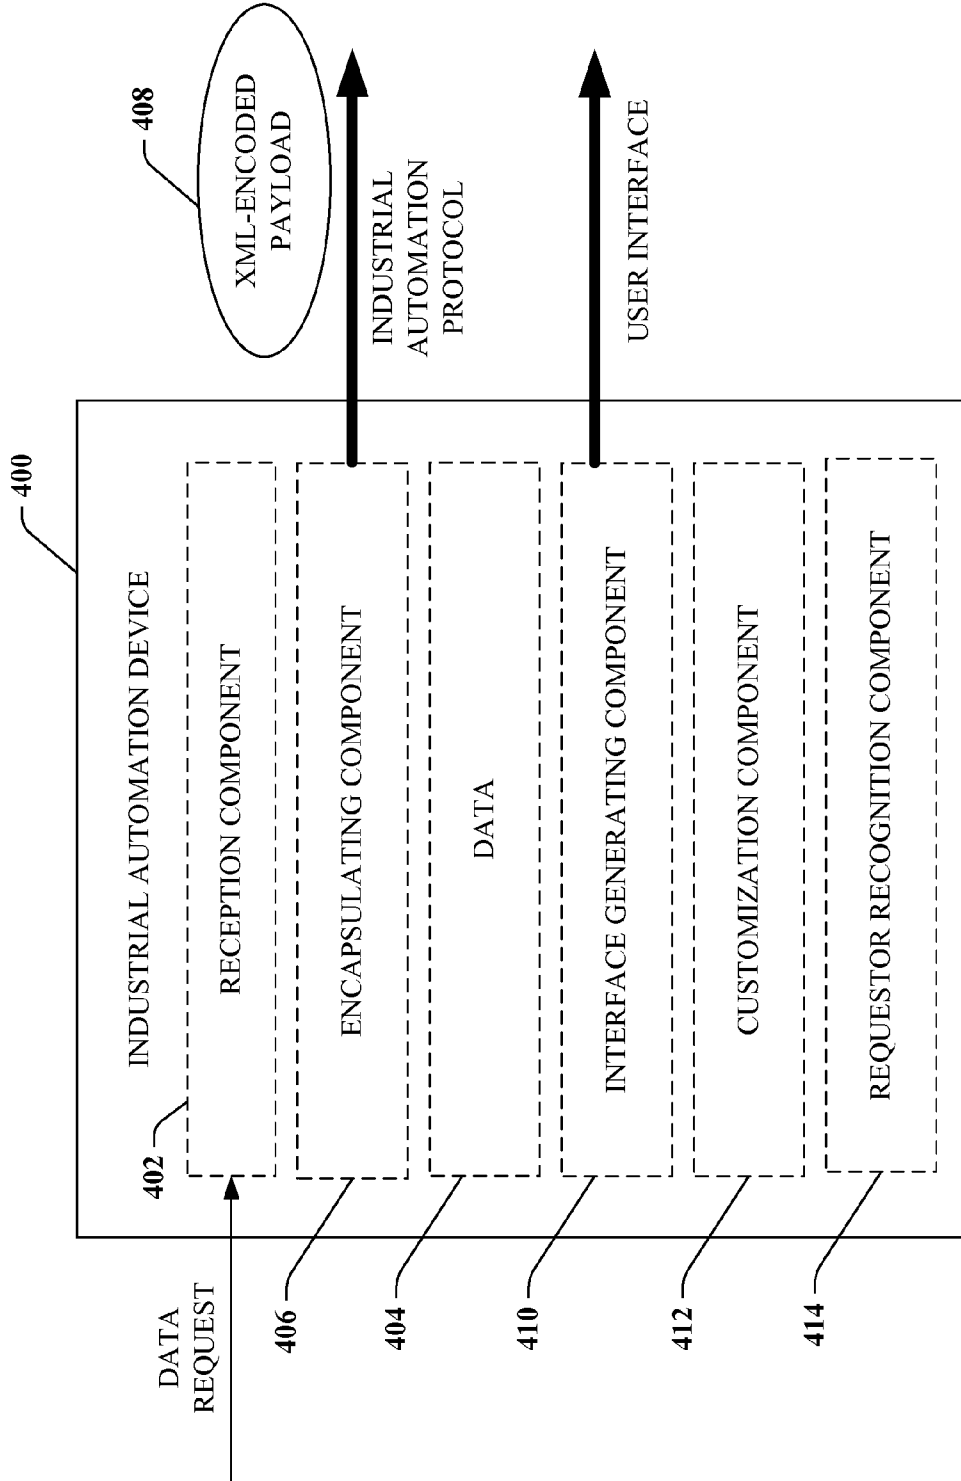 400
408
XML-ENCODED
PAYLOAD
INDUSTRIAL AUTOMATION DEVICE
DATA
REQUEST
402
RECEPTION COMPONENT
406
ENCAPSULATING COMPONENT
INDUSTRIAL
AUTOMATION
PROTOCOL
404
DATA
410
INTERFACE GENERATING COMPONENT
USER INTERFACE
412
CUSTOMIZATION COMPONENT
414
REQUESTOR RECOGNITION COMPONENT